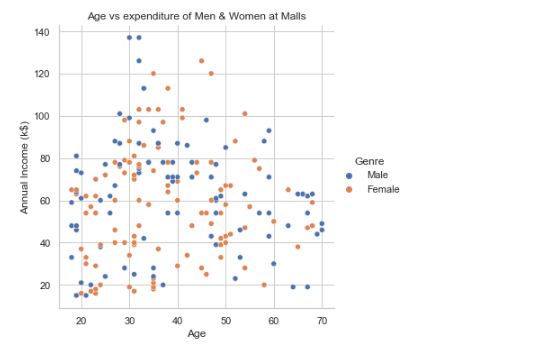 Age vs expenditure of Men & Women at Malls
140
120
100
80
60
40
20
Annual Income (k$)
20
30
40
50
60
70
Age
Genre
Male
Female